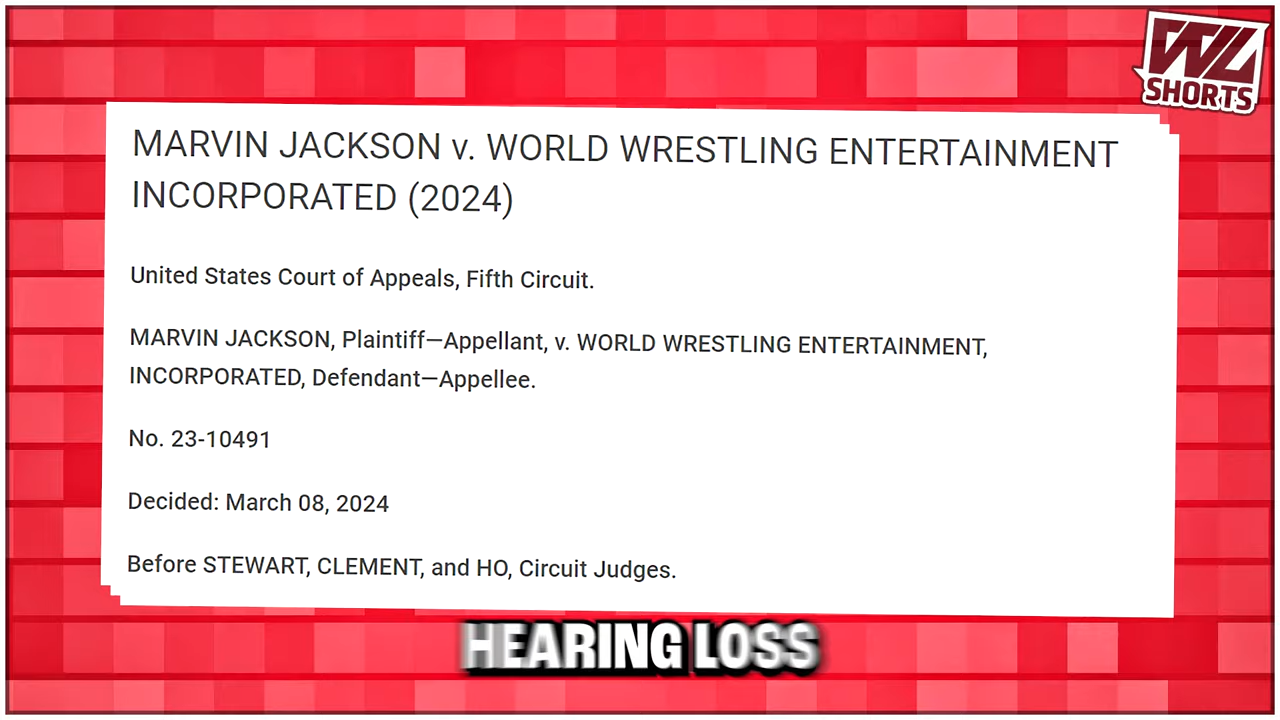 WL
SHORTS
MARVIN JACKSON v. WORLD WRESTLING ENTERTAINMENT
INCORPORATED (2024)
United States Court of Appeals, Fifth Circuit.
MARVIN JACKSON, Plaintiff—Appellant, v. WORLD WRESTLING ENTERTAINMENT,
INCORPORATED, Defendant—Appellee.
No. 23-10491
Decided: March 08, 2024
Before STEWART, CLEMENT, and HO, Circuit Judges.
HEARING LOSS